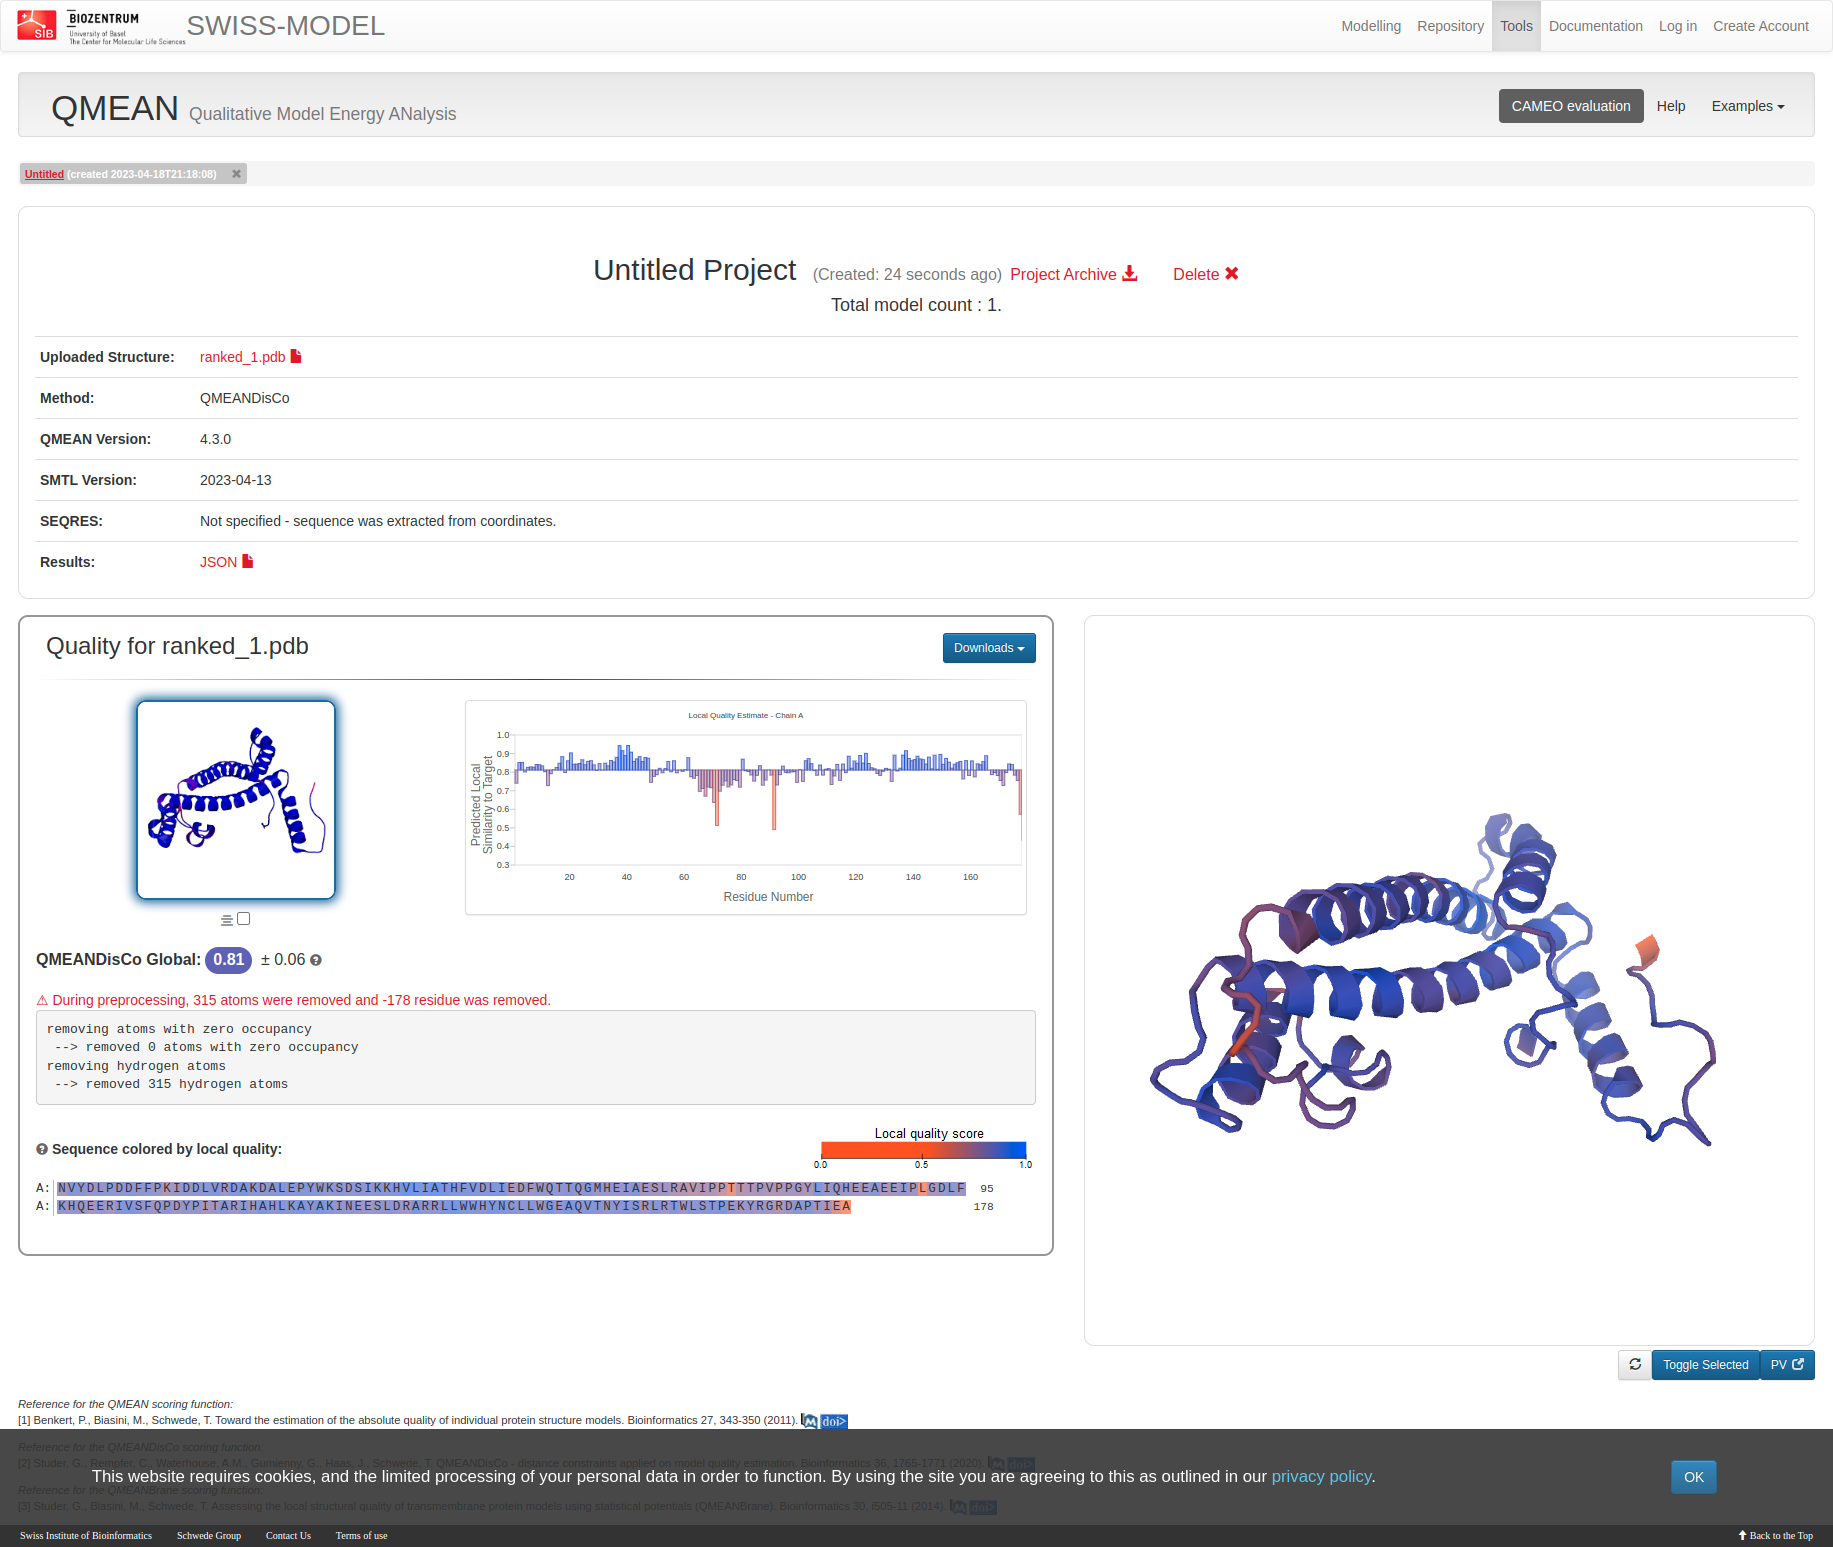 SIB
BIOZENTRUM
University of Basel
The Center for Molecular Life Sciences
SWISS-MODEL
Modelling Repository Tools Documentation Log in Create Account
QMEAN Qualitative Model Energy ANalysis
CAMEO evaluation Help Examples
Untitled (created 2023-04-18T21:18:08)
Untitled Project (Created: 24 seconds ago) Project Archive Delete
Total model count : 1.
Uploaded Structure: ranked_1.pdb
Method: QMEANDisCo
QMEAN Version: 4.3.0
SMTL Version: 2023-04-13
SEQRES: Not specified - sequence was extracted from coordinates.
Results: JSON
Quality for ranked_1.pdb
Downloads
Local Quality Estimate - Chain A
Predicted Local
Similarity to Target
1.0
0.9
0.8
0.7
0.6
0.5
0.4
0.3
20 40 60 80 100 120 140 160
Residue Number
QMEANDisCo Global: 0.81 ± 0.06
During preprocessing, 315 atoms were removed and -178 residue was removed.
removing atoms with zero occupancy
--> removed 0 atoms with zero occupancy
removing hydrogen atoms
--> removed 315 hydrogen atoms
Sequence colored by local quality:
Local quality score
0.0 0.5 1.0
A: NVYDLPDDFFPKIDDLVRDAKDALEPYWKSDSIKKHVLIATHFVDLIEDFWQTTQGMHEIAESLRAVIPPTTTPVPPGYLIQHEEAEEIPLGDLF 95
A: KHQEERIVSFQPDYPITARIHAHLKAYAKINEESLDRARRLLWWHYNCLLWGEAQVTNYISRLRTWLSTPEKYRGRDAPTIEA 178
Toggle Selected PV
Reference for the QMEAN scoring function:
[1] Benkert, P., Biasini, M., Schwede, T. Toward the estimation of the absolute quality of individual protein structure models. Bioinformatics 27, 343-350 (2011). M doi>
Reference for the QMEANDisCo scoring function:
[2] Studer, G., Rempfer, C., Waterhouse, A.M., Gumienny, G., Haas, J., Schwede, T. QMEANDisCo - distance constraints applied on model quality estimation. Bioinformatics 36, 1765-1771 (2020). M doi>
This website requires cookies, and the limited processing of your personal data in order to function. By using the site you are agreeing to this as outlined in our privacy policy.
OK
Reference for the QMEANBrane scoring function:
[3] Studer, G., Biasini, M., Schwede, T. Assessing the local structural quality of transmembrane protein models using statistical potentials (QMEANBrane). Bioinformatics 30, i505-11 (2014). M doi>
Swiss Institute of Bioinformatics Schwede Group Contact Us Terms of use Back to the Top